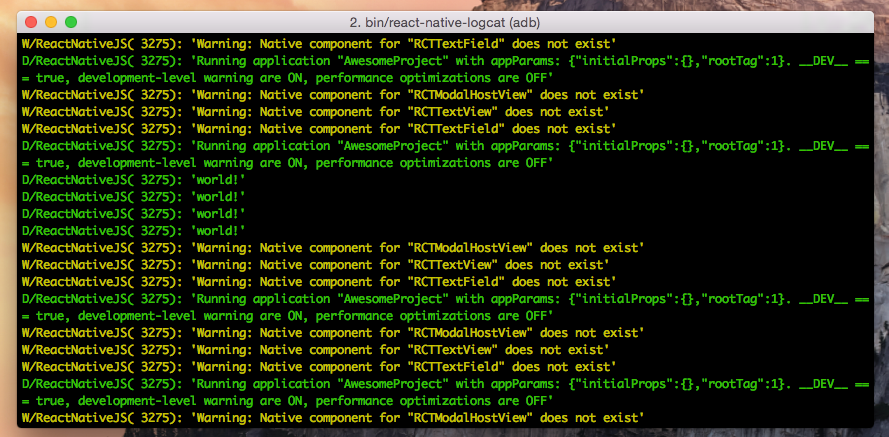 2. bin/react-native-logcat (adb)
W/ReactNativeJS( 3275): 'Warning: Native component for "RCTTextField" does not exist'
D/ReactNativeJS( 3275): 'Running application "AwesomeProject" with appParams: {"initialProps":{},"rootTag":1}. __DEV__ ==
= true, development-level warning are ON, performance optimizations are OFF'
W/ReactNativeJS( 3275): 'Warning: Native component for "RCTModalHostView" does not exist'
W/ReactNativeJS( 3275): 'Warning: Native component for "RCTTextView" does not exist'
W/ReactNativeJS( 3275): 'Warning: Native component for "RCTTextField" does not exist'
D/ReactNativeJS( 3275): 'Running application "AwesomeProject" with appParams: {"initialProps":{},"rootTag":1}. __DEV__ ==
= true, development-level warning are ON, performance optimizations are OFF'
D/ReactNativeJS( 3275): 'world!'
D/ReactNativeJS( 3275): 'world!'
D/ReactNativeJS( 3275): 'world!'
D/ReactNativeJS( 3275): 'world!'
W/ReactNativeJS( 3275): 'Warning: Native component for "RCTModalHostView" does not exist'
W/ReactNativeJS( 3275): 'Warning: Native component for "RCTTextView" does not exist'
W/ReactNativeJS( 3275): 'Warning: Native component for "RCTTextField" does not exist'
D/ReactNativeJS( 3275): 'Running application "AwesomeProject" with appParams: {"initialProps":{},"rootTag":1}. __DEV__ ==
= true, development-level warning are ON, performance optimizations are OFF'
W/ReactNativeJS( 3275): 'Warning: Native component for "RCTModalHostView" does not exist'
W/ReactNativeJS( 3275): 'Warning: Native component for "RCTTextView" does not exist'
W/ReactNativeJS( 3275): 'Warning: Native component for "RCTTextField" does not exist'
D/ReactNativeJS( 3275): 'Running application "AwesomeProject" with appParams: {"initialProps":{},"rootTag":1}. __DEV__ ==
= true, development-level warning are ON, performance optimizations are OFF'
W/ReactNativeJS( 3275): 'Warning: Native component for "RCTModalHostView" does not exist'